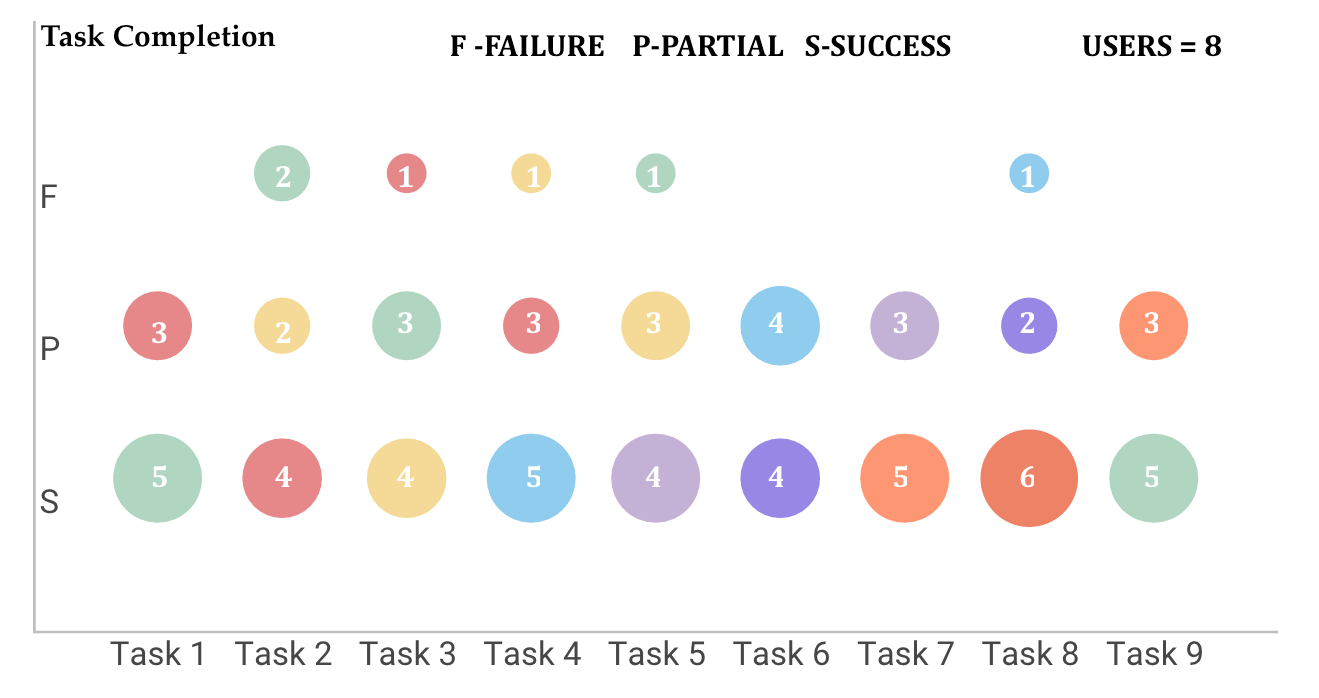 Task Completion
F -FAILURE P-PARTIAL S-SUCCESS USERS = 8
F 2 1 1 1 1
P 3 2 3 3 3 4 3 2 3
S 5 4 4 5 4 4 5 6 5
Task 1 Task 2 Task 3 Task 4 Task 5 Task 6 Task 7 Task 8 Task 9